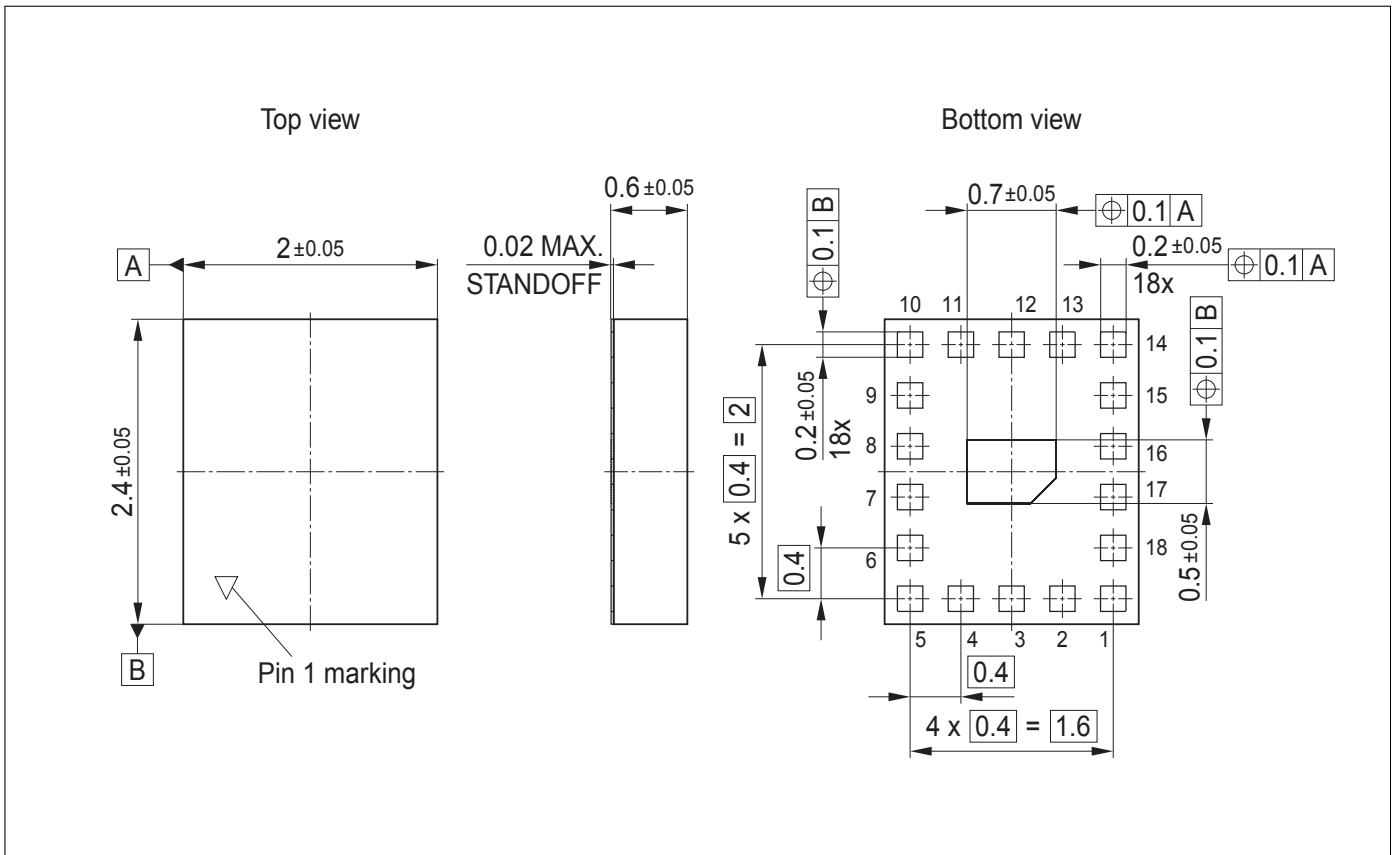 Top view
Bottom view
0.6 ±0.05
0.7±0.05
⌖ 0.1 A
A
2 ±0.05
0.02 MAX.
STANDOFF
⌖ 0.1 B
0.2 ±0.05
18x
⌖ 0.1 A
10 11 12 13
14
⌖ 0.1 B
9
15
8
16
7
17
6
18
0.2±0.05
18x
5 x 0.4 = 2
0.4
0.5 ±0.05
2.4 ±0.05
B
Pin 1 marking
5 4 3 2 1
0.4
4 x 0.4 = 1.6